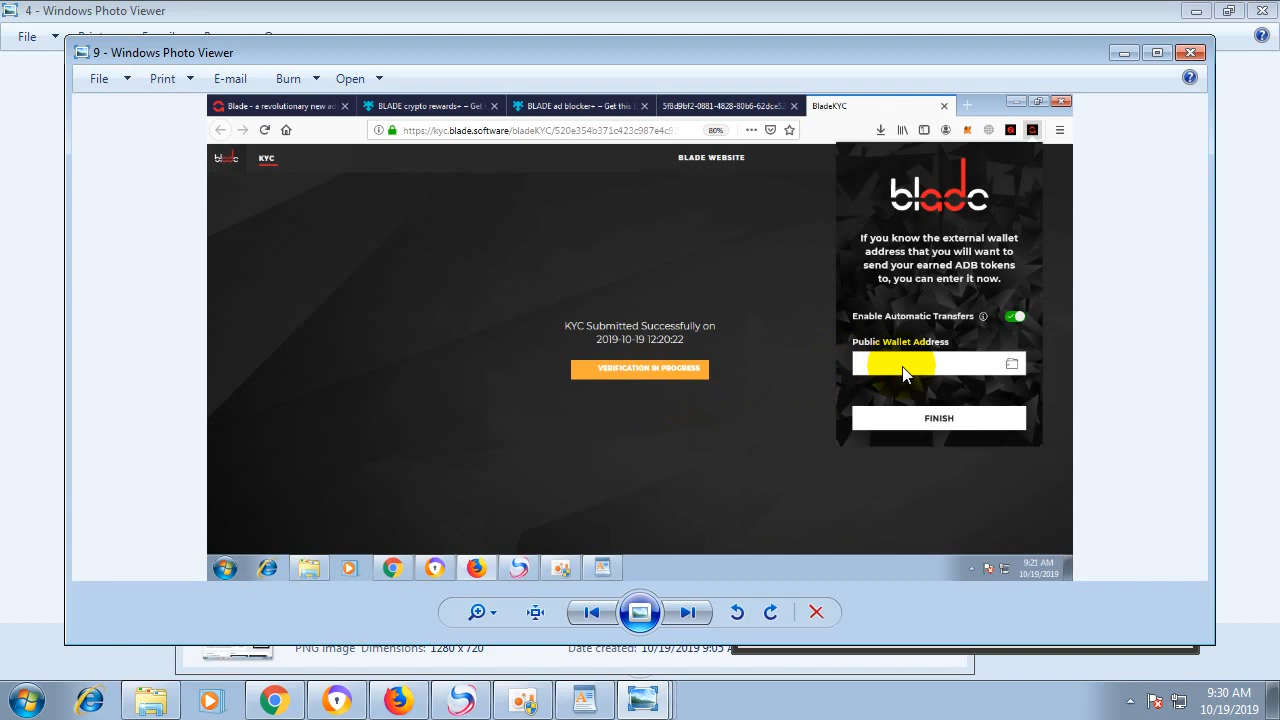 4 - Windows Photo Viewer
File
9 - Windows Photo Viewer
File Print E-mail Burn Open
Blade - a revolutionary new ad
BLADE crypto rewards+ – Get t
BLADE ad blocker+ – Get this
BladeKYC
https://kyc.blade.software/bladeKYC/520e354b371c423c987e4c9
80%
blade KYC
BLADE WEBSITE
blade
If you know the external wallet
address that you will want to
send your earned ADB tokens
to, you can enter it now.
Enable Automatic Transfers
Public Wallet Address
FINISH
KYC Submitted Successfully on
2019-10-19 12:20:22
VERIFICATION IN PROGRESS
9:21 AM
10/19/2019
PNG image Dimensions: 1280 x 720 Date created: 10/19/2019 9:05
9:30 AM
10/19/2019